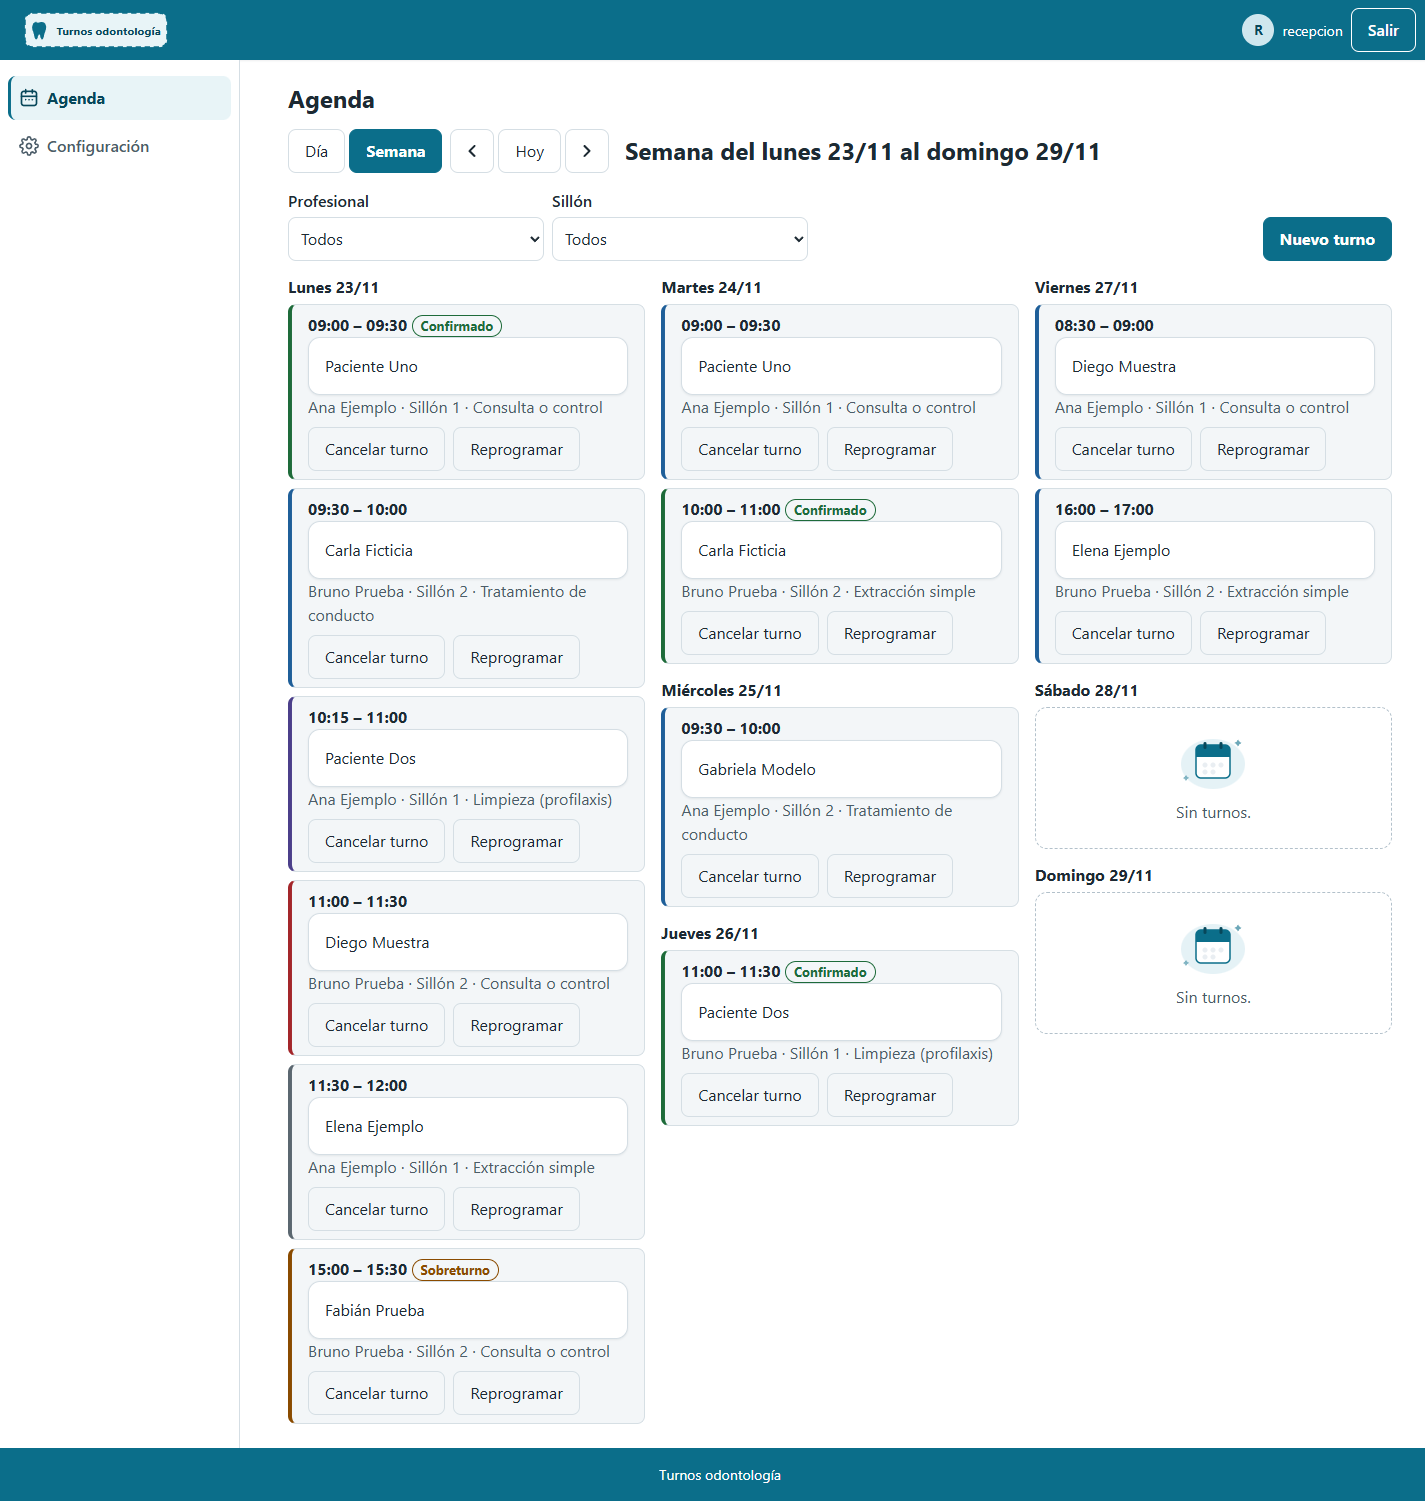 Turnos odontología
R
recepcion
Salir
Agenda
Configuración
Agenda
Día
Semana
Hoy
Semana del lunes 23/11 al domingo 29/11
Profesional
Todos
Sillón
Todos
Nuevo turno
Lunes 23/11
09:00 – 09:30 Confirmado
Paciente Uno
Ana Ejemplo · Sillón 1 · Consulta o control
Cancelar turno
Reprogramar
09:30 – 10:00
Carla Ficticia
Bruno Prueba · Sillón 2 · Tratamiento de
conducto
Cancelar turno
Reprogramar
10:15 – 11:00
Paciente Dos
Ana Ejemplo · Sillón 1 · Limpieza (profilaxis)
Cancelar turno
Reprogramar
11:00 – 11:30
Diego Muestra
Bruno Prueba · Sillón 2 · Consulta o control
Cancelar turno
Reprogramar
11:30 – 12:00
Elena Ejemplo
Ana Ejemplo · Sillón 1 · Extracción simple
Cancelar turno
Reprogramar
15:00 – 15:30 Sobreturno
Fabián Prueba
Bruno Prueba · Sillón 2 · Consulta o control
Cancelar turno
Reprogramar
Martes 24/11
09:00 – 09:30
Paciente Uno
Ana Ejemplo · Sillón 1 · Consulta o control
Cancelar turno
Reprogramar
10:00 – 11:00 Confirmado
Carla Ficticia
Bruno Prueba · Sillón 2 · Extracción simple
Cancelar turno
Reprogramar
Miércoles 25/11
09:30 – 10:00
Gabriela Modelo
Ana Ejemplo · Sillón 2 · Tratamiento de
conducto
Cancelar turno
Reprogramar
Jueves 26/11
11:00 – 11:30 Confirmado
Paciente Dos
Bruno Prueba · Sillón 1 · Limpieza (profilaxis)
Cancelar turno
Reprogramar
Viernes 27/11
08:30 – 09:00
Diego Muestra
Ana Ejemplo · Sillón 1 · Consulta o control
Cancelar turno
Reprogramar
16:00 – 17:00
Elena Ejemplo
Bruno Prueba · Sillón 2 · Extracción simple
Cancelar turno
Reprogramar
Sábado 28/11
Sin turnos.
Domingo 29/11
Sin turnos.
Turnos odontología